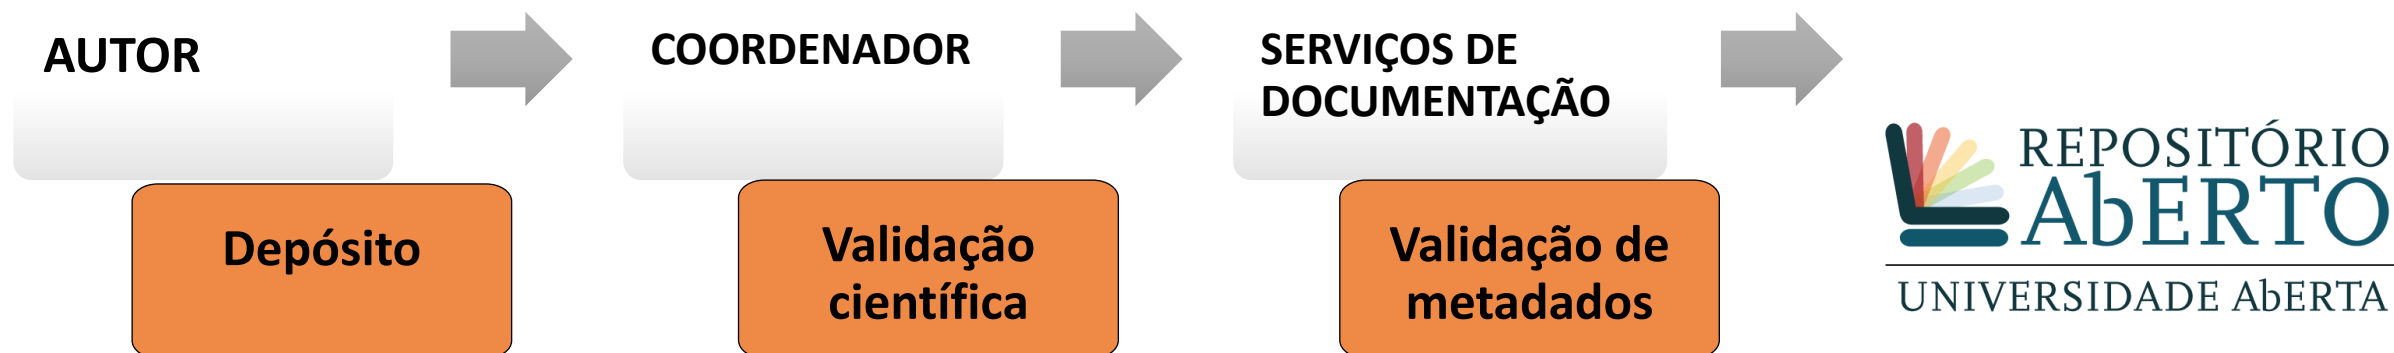 AUTOR
Depósito
COORDENADOR
Validação
científica
SERVIÇOS DE
DOCUMENTAÇÃO
Validação de
metadados
REPOSITÓRIO
AbERTO
UNIVERSIDADE AbERTA